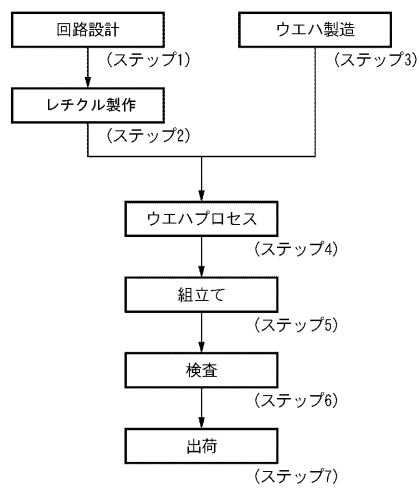 回路設計
(ステップ1)
ウエハ製造
(ステップ3)
レチクル製作
(ステップ2)
ウエハプロセス
(ステップ4)
組立て
(ステップ5)
検査
(ステップ6)
出荷
(ステップ7)